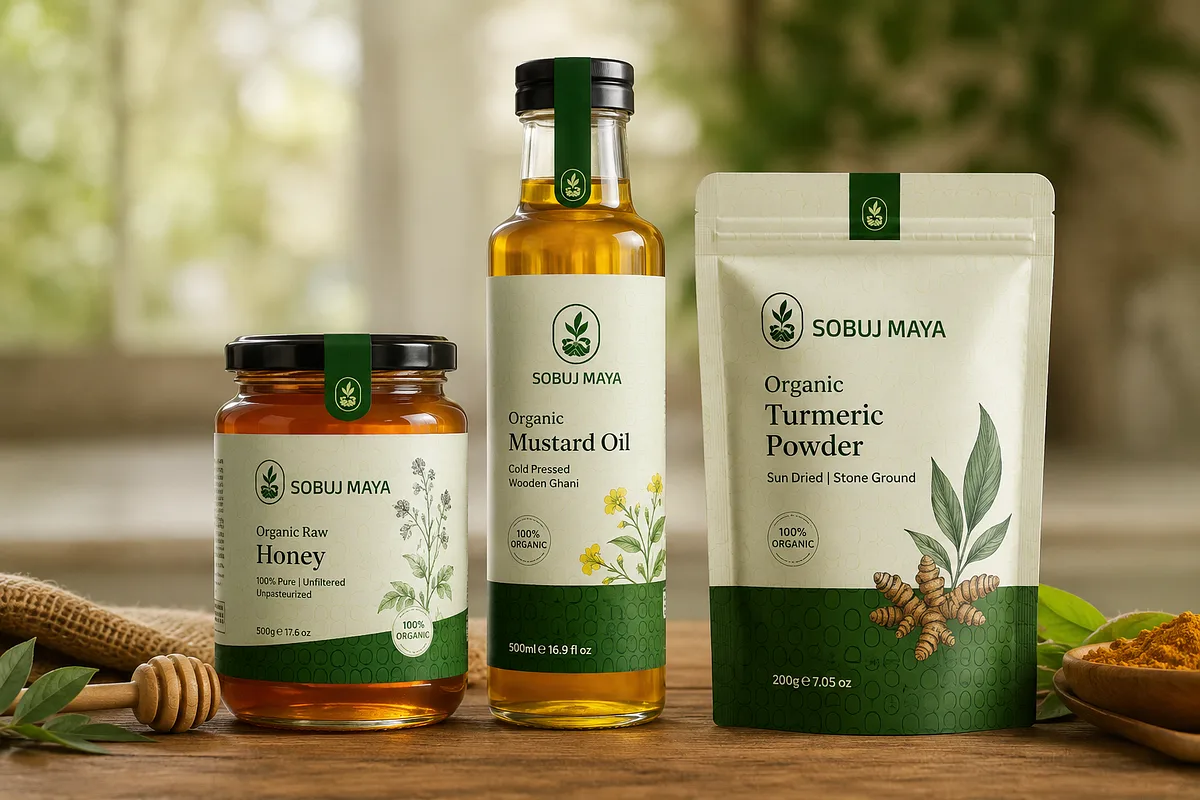 SOBUJ MAYA
Organic Raw
Honey
100% Pure | Unfiltered
Unpasteurized
500g e 17.6 oz
100%
ORGANIC
SOBUJ MAYA
Organic
Mustard Oil
Cold Pressed
Wooden Ghani
100%
ORGANIC
500ml e 16.9 fl oz
SOBUJ MAYA
Organic
Turmeric
Powder
Sun Dried | Stone Ground
100%
ORGANIC
200g e 7.05 oz